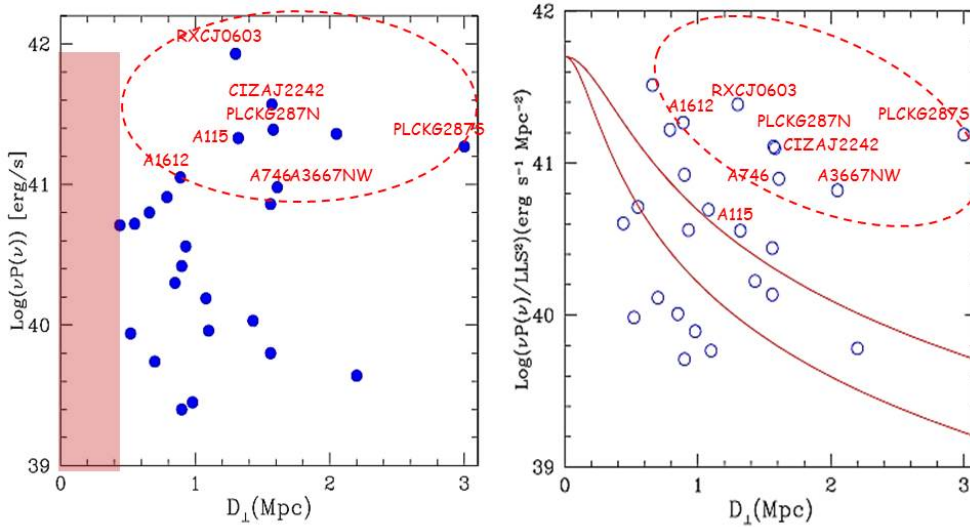 42
41
40
39
0
1
2
3
Log(νP(ν)) [erg/s]
D⊥(Mpc)
RXCJ0603
CIZAJ2242
PLCKG287N
A115
PLCKG287S
A1612
A746A3667NW
42
41
40
39
0
1
2
3
Log(νP(ν)/LLS²)(erg s⁻¹ Mpc⁻²)
D⊥(Mpc)
RXCJ0603
A1612
PLCKG287N
PLCKG287S
CIZAJ2242
A746
A3667NW
A115